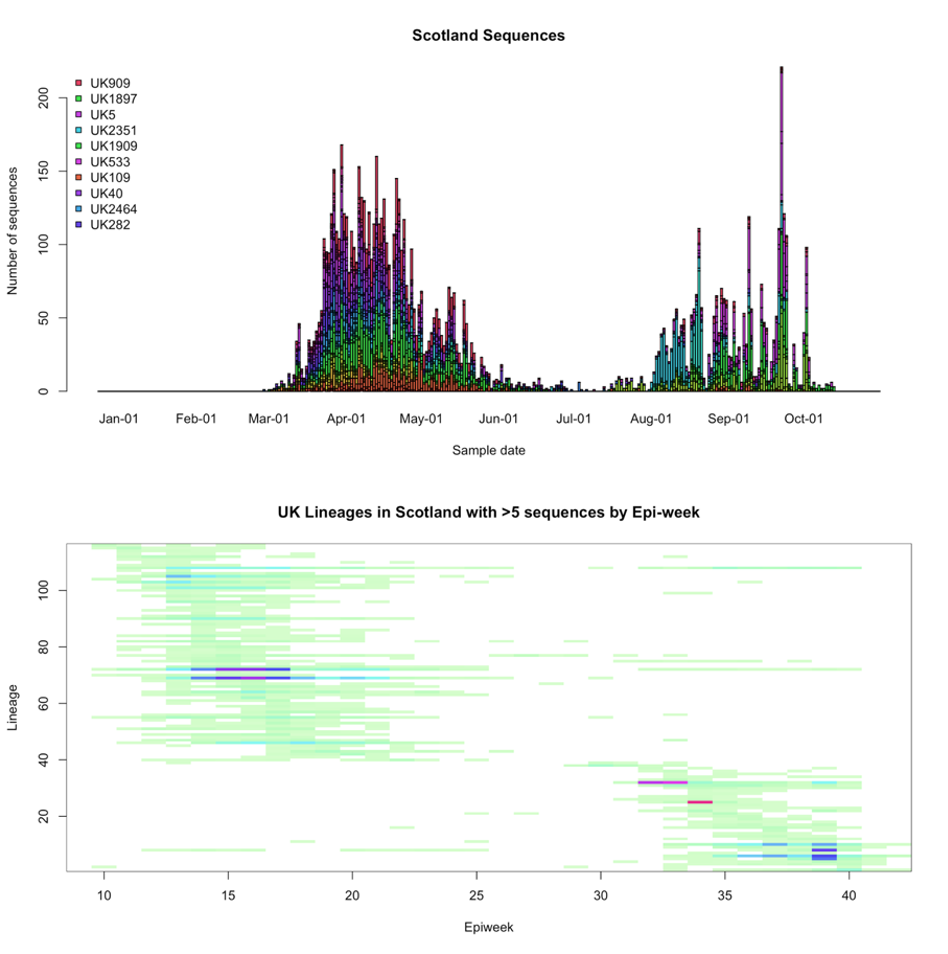 Scotland Sequences
Number of sequences
200
150
100
50
0
UK909
UK1897
UK5
UK2351
UK1909
UK533
UK109
UK40
UK2464
UK282
Jan-01 Feb-01 Mar-01 Apr-01 May-01 Jun-01 Jul-01 Aug-01 Sep-01 Oct-01
Sample date
UK Lineages in Scotland with >5 sequences by Epi-week
Lineage
100
80
60
40
20
10 15 20 25 30 35 40
Epiweek